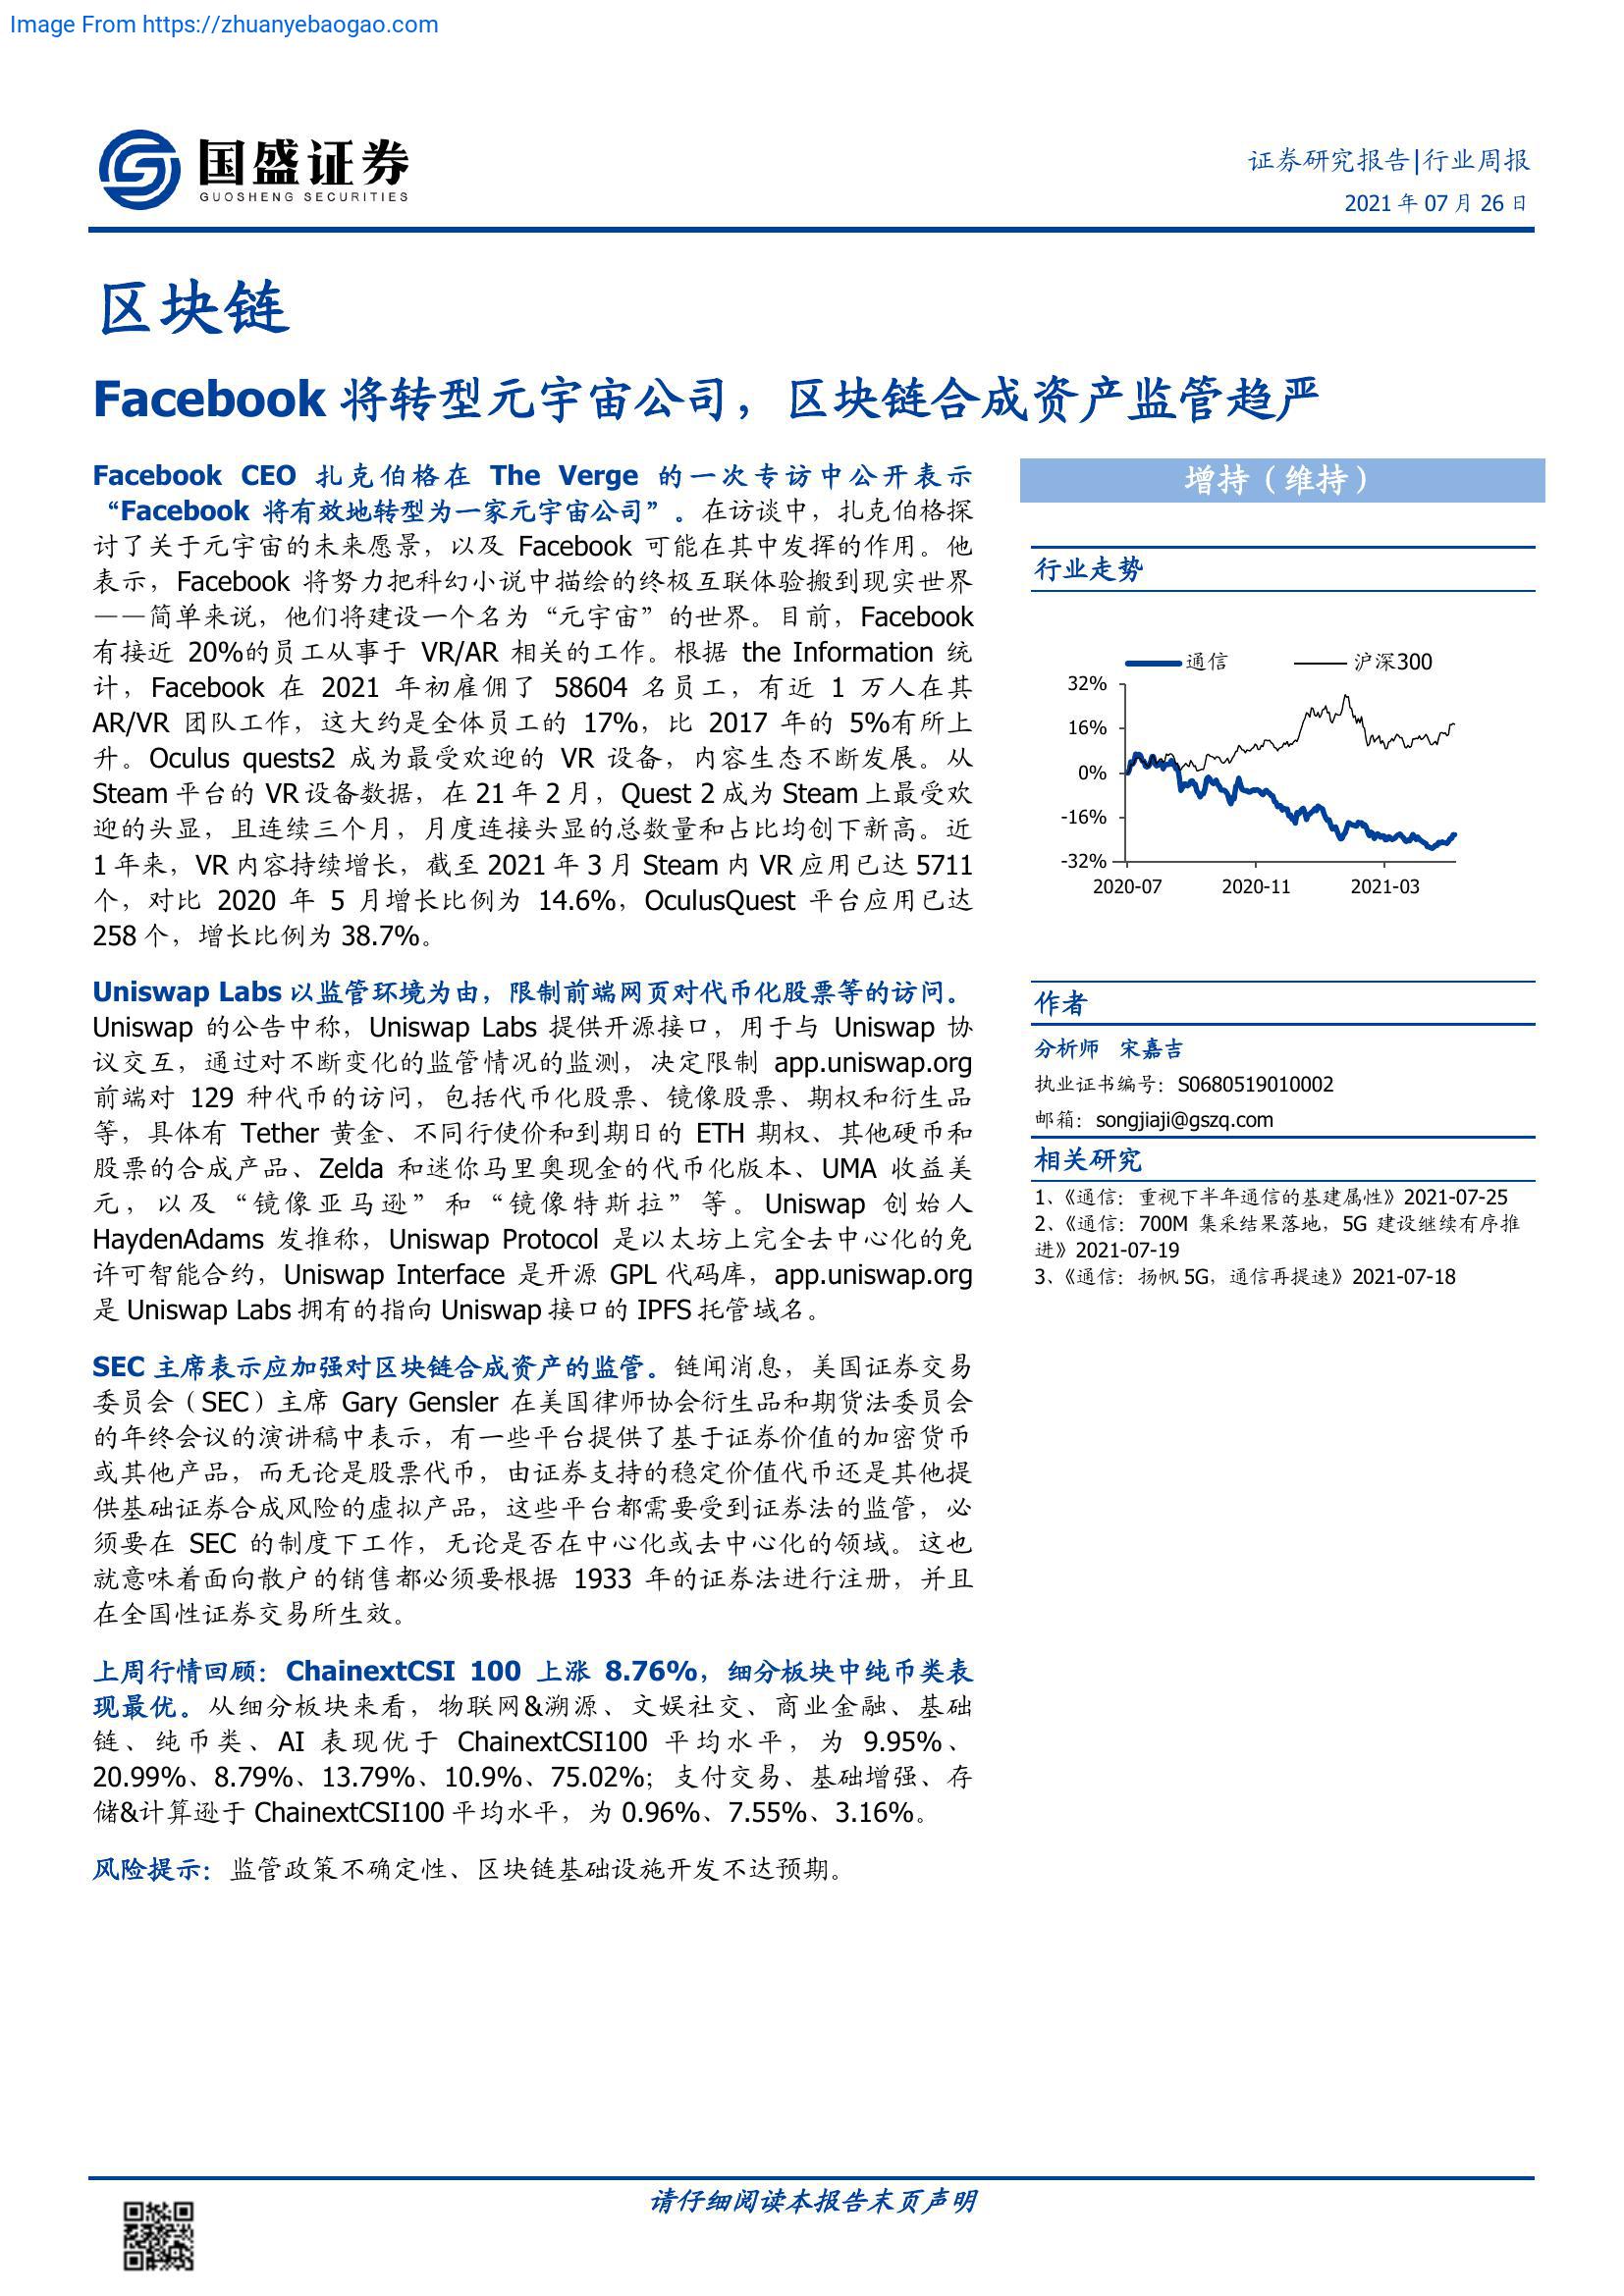 Image From https://zhuanyebaogao.com
国盛证券
GUOSHENG SECURITIES
证券研究报告|行业周报
2021 年 07 月 26 日
区块链
Facebook 将转型元宇宙公司，区块链合成资产监管趋严
Facebook CEO 扎克伯格在 The Verge 的一次专访中公开表示
“Facebook 将有效地转型为一家元宇宙公司”。在访谈中，扎克伯格探
讨了关于元宇宙的未来愿景，以及 Facebook 可能在其中发挥的作用。他
表示，Facebook 将努力把科幻小说中描绘的终极互联体验搬到现实世界
——简单来说，他们将建设一个名为“元宇宙”的世界。目前，Facebook
有接近 20%的员工从事于 VR/AR 相关的工作。根据 the Information 统
计，Facebook 在 2021 年初雇佣了 58604 名员工，有近 1 万人在其
AR/VR 团队工作，这大约是全体员工的 17%，比 2017 年的 5%有所上
升。Oculus quests2 成为最受欢迎的 VR 设备，内容生态不断发展。从
Steam 平台的 VR 设备数据，在 21 年 2 月，Quest 2 成为 Steam 上最受欢
迎的头显，且连续三个月，月度连接头显的总数量和占比均创下新高。近
1 年来，VR 内容持续增长，截至 2021 年 3 月 Steam 内 VR 应用已达 5711
个，对比 2020 年 5 月增长比例为 14.6%，OculusQuest 平台应用已达
258 个，增长比例为 38.7%。
Uniswap Labs 以监管环境为由，限制前端网页对代币化股票等的访问。
Uniswap 的公告中称，Uniswap Labs 提供开源接口，用于与 Uniswap 协
议交互，通过对不断变化的监管情况的监测，决定限制 app.uniswap.org
前端对 129 种代币的访问，包括代币化股票、镜像股票、期权和衍生品
等，具体有 Tether 黄金、不同行使价和到期日的 ETH 期权、其他硬币和
股票的合成产品、Zelda 和迷你马里奥现金的代币化版本、UMA 收益美
元，以及“镜像亚马逊”和“镜像特斯拉”等。Uniswap 创始人
HaydenAdams 发推称，Uniswap Protocol 是以太坊上完全去中心化的免
许可智能合约，Uniswap Interface 是开源 GPL 代码库，app.uniswap.org
是 Uniswap Labs 拥有的指向 Uniswap 接口的 IPFS 托管域名。
SEC 主席表示应加强对区块链合成资产的监管。链闻消息，美国证券交易
委员会（SEC）主席 Gary Gensler 在美国律师协会衍生品和期货法委员会
的年终会议的演讲稿中表示，有一些平台提供了基于证券价值的加密货币
或其他产品，而无论是股票代币，由证券支持的稳定价值代币还是其他提
供基础证券合成风险的虚拟产品，这些平台都需要受到证券法的监管，必
须要在 SEC 的制度下工作，无论是否在中心化或去中心化的领域。这也
就意味着面向散户的销售都必须要根据 1933 年的证券法进行注册，并且
在全国性证券交易所生效。
上周行情回顾：ChainextCSI 100 上涨 8.76%，细分板块中纯币类表
现最优。从细分板块来看，物联网&溯源、文娱社交、商业金融、基础
链、纯币类、AI 表现优于 ChainextCSI100 平均水平，为 9.95%、
20.99%、8.79%、13.79%、10.9%、75.02%；支付交易、基础增强、存
储&计算逊于 ChainextCSI100 平均水平，为 0.96%、7.55%、3.16%。
风险提示：监管政策不确定性、区块链基础设施开发不达预期。
增持（维持）
行业走势
通信 沪深300
32%
16%
0%
-16%
-32%
2020-07 2020-11 2021-03
作者
分析师 宋嘉吉
执业证书编号：S0680519010002
邮箱：songjiaji@gszq.com
相关研究
1、《通信：重视下半年通信的基建属性》2021-07-25
2、《通信：700M 集采结果落地，5G 建设继续有序推
进》2021-07-19
3、《通信：扬帆 5G，通信再提速》2021-07-18
请仔细阅读本报告末页声明